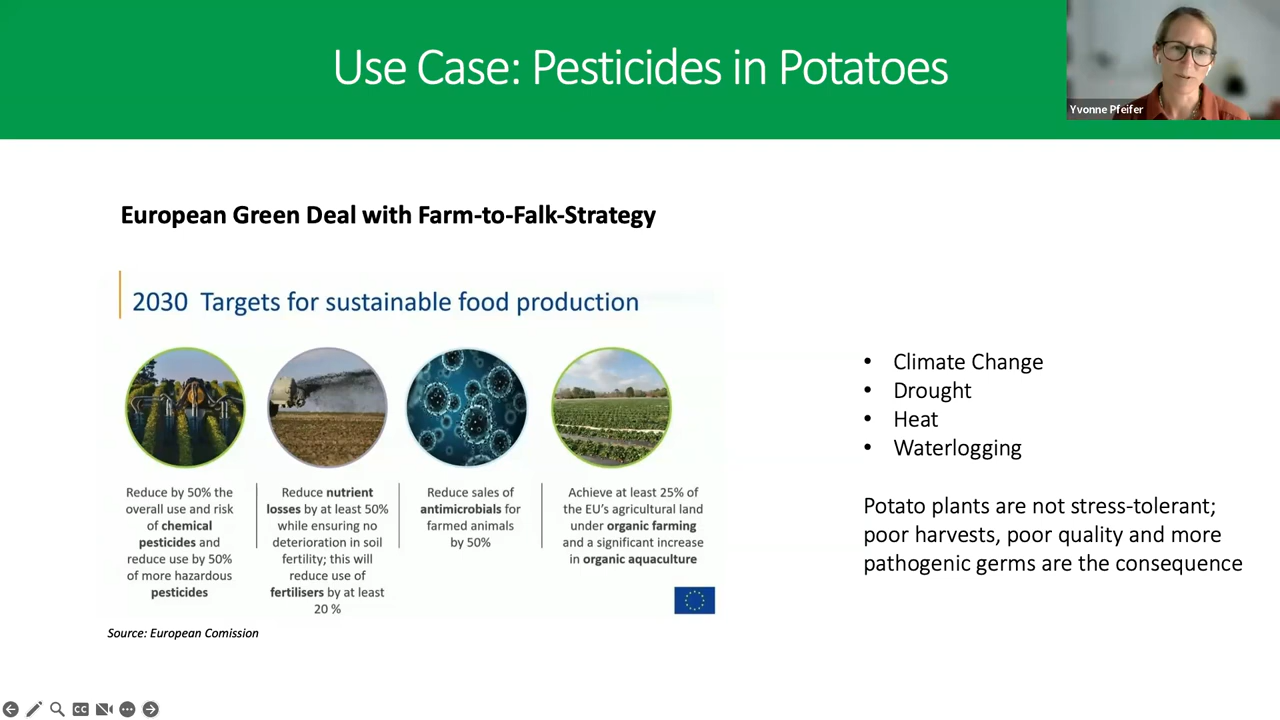 Use Case: Pesticides in Potatoes
Yvonne Pfeifer
European Green Deal with Farm-to-Falk-Strategy
2030 Targets for sustainable food production
Reduce by 50% the
overall use and risk
of chemical
pesticides and
reduce use by 50%
of more hazardous
pesticides
Reduce nutrient
losses by at least 50%
while ensuring no
deterioration in soil
fertility; this will
reduce use of
fertilisers by at least
20 %
Reduce sales of
antimicrobials for
farmed animals
by 50%
Achieve at least 25% of
the EU's agricultural land
under organic farming
and a significant increase
in organic aquaculture
Source: European Comission
• Climate Change
• Drought
• Heat
• Waterlogging
Potato plants are not stress-tolerant;
poor harvests, poor quality and more
pathogenic germs are the consequence
CC